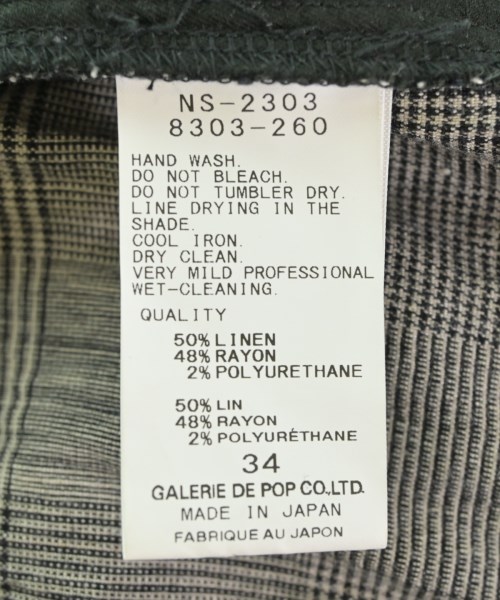 NS-2303
8303-260
HAND WASH.
DO NOT BLEACH.
DO NOT TUMBLER DRY.
LINE DRYING IN THE
SHADE.
COOL IRON.
DRY CLEAN.
VERY MILD PROFESSIONAL
WET-CLEANING.
QUALITY
50% LINEN
48% RAYON
2% POLYURETHANE
50% LIN
48% RAYON
2% POLYURÉTHANE
34
GALERIE DE POP CO.,LTD.
MADE IN JAPAN
FABRIQUE AU JAPON